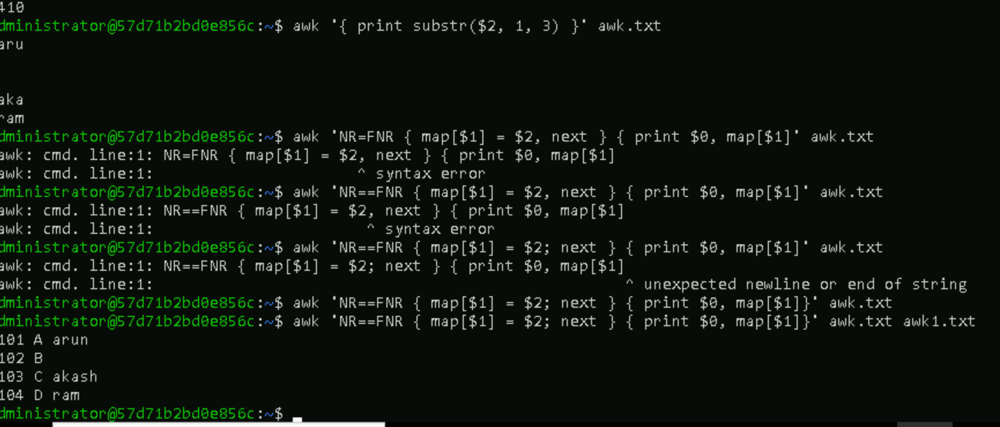 410
dministrator@57d71b2bd0e856c:~$ awk '{ print substr($2, 1, 3) }' awk.txt
aru
aka
ram
dministrator@57d71b2bd0e856c:~$ awk 'NR=FNR { map[$1] = $2, next } { print $0, map[$1]' awk.txt
awk: cmd. line:1: NR=FNR { map[$1] = $2, next } { print $0, map[$1]
awk: cmd. line:1:                      ^ syntax error
dministrator@57d71b2bd0e856c:~$ awk 'NR==FNR { map[$1] = $2, next } { print $0, map[$1]' awk.txt
awk: cmd. line:1: NR==FNR { map[$1] = $2, next } { print $0, map[$1]
awk: cmd. line:1:                       ^ syntax error
dministrator@57d71b2bd0e856c:~$ awk 'NR==FNR { map[$1] = $2; next } { print $0, map[$1]' awk.txt
awk: cmd. line:1: NR==FNR { map[$1] = $2; next } { print $0, map[$1]
awk: cmd. line:1:                                                   ^ unexpected newline or end of string
dministrator@57d71b2bd0e856c:~$ awk 'NR==FNR { map[$1] = $2; next } { print $0, map[$1]}' awk.txt
dministrator@57d71b2bd0e856c:~$ awk 'NR==FNR { map[$1] = $2; next } { print $0, map[$1]}' awk.txt awk1.txt
101 A arun
102 B
103 C akash
104 D ram
dministrator@57d71b2bd0e856c:~$